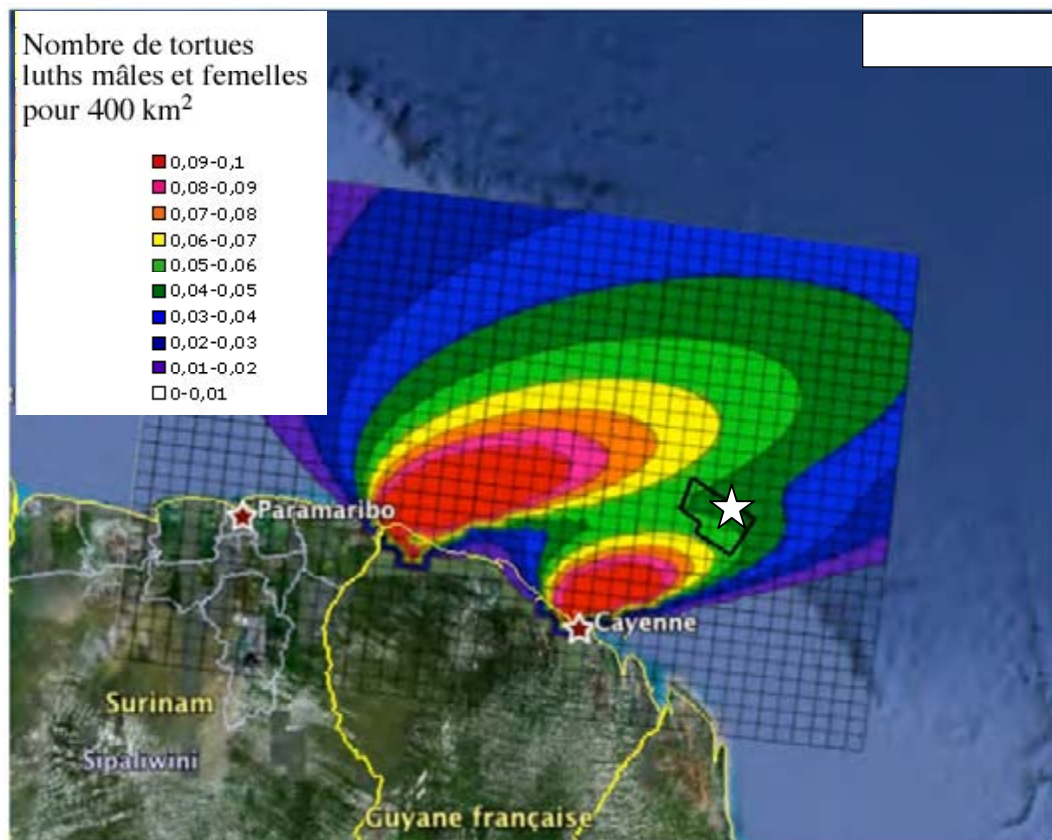 Nombre de tortues
luths mâles et femelles
pour 400 km²
0,09-0,1
0,08-0,09
0,07-0,08
0,06-0,07
0,05-0,06
0,04-0,05
0,03-0,04
0,02-0,03
0,01-0,02
0-0,01
Paramaribo
Cayenne
Surinam
Sipaliwini
Guyane française